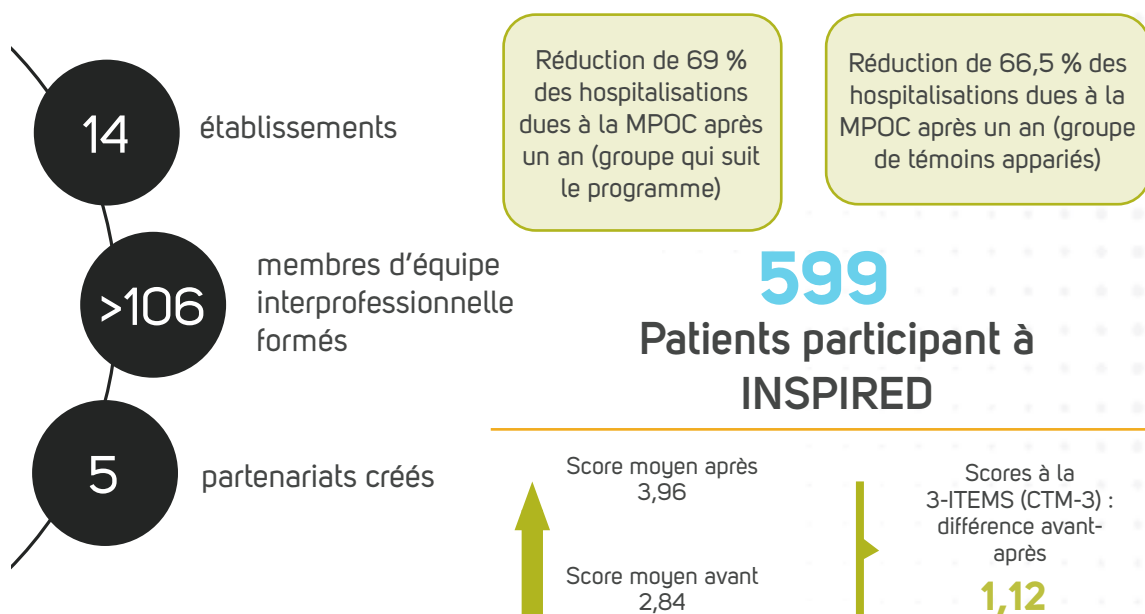 14
établissements
>106
membres d'équipe
interprofessionnelle
formés
5
partenariats créés
Réduction de 69 %
des hospitalisations
dues à la MPOC après
un an (groupe qui suit
le programme)
Réduction de 66,5 % des
hospitalisations dues à la
MPOC après un an (groupe
de témoins appariés)
599
Patients participant à
INSPIRED
Score moyen après
3,96
Score moyen avant
2,84
Scores à la
3-ITEMS (CTM-3) :
différence avant-
après
1,12